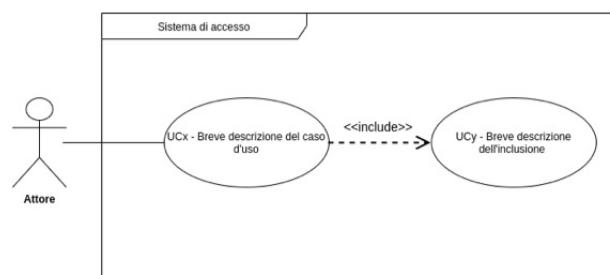 Sistema di accesso
<<include>>
UCx - Breve descrizione del caso
d'uso
UCy - Breve descrizione
dell'inclusione
Attore